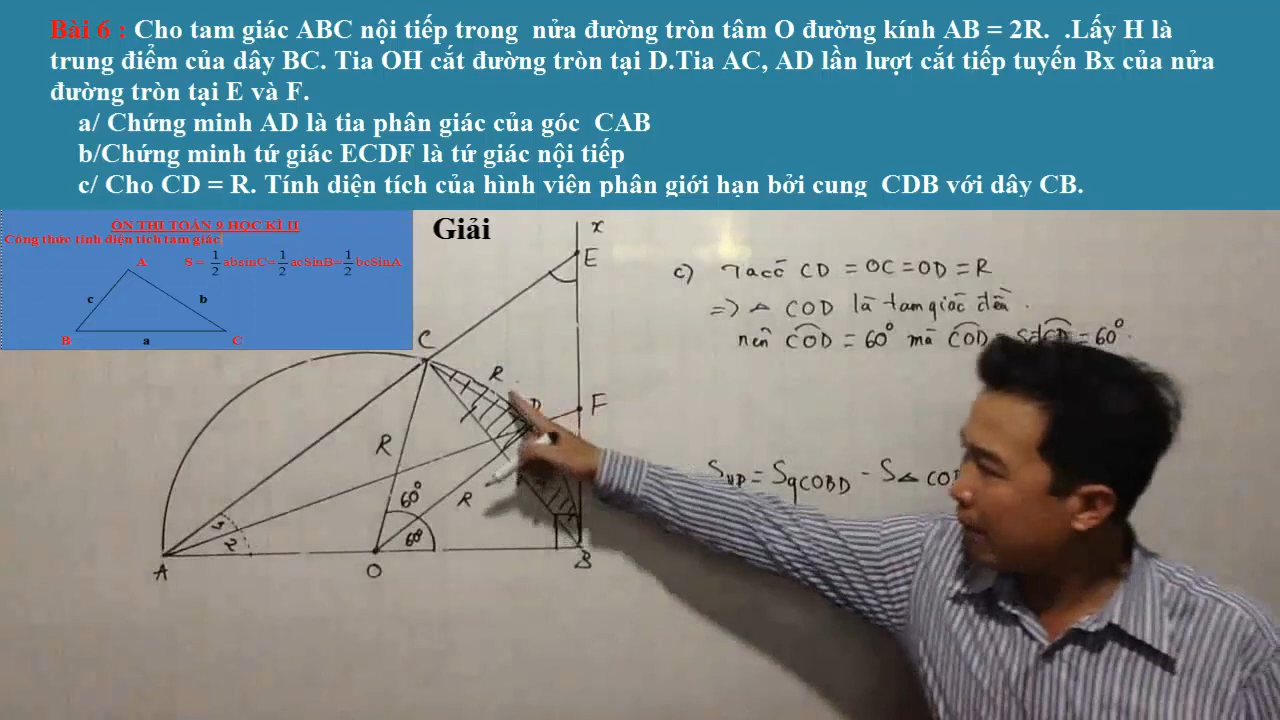 Bài 6 : Cho tam giác ABC nội tiếp trong nửa đường tròn tâm O đường kính AB = 2R. .Lấy H là
trung điểm của dây BC. Tia OH cắt đường tròn tại D.Tia AC, AD lần lượt cắt tiếp tuyến Bx của nửa
đường tròn tại E và F.
a/ Chứng minh AD là tia phân giác của góc CAB
b/Chứng minh tứ giác ECDF là tứ giác nội tiếp
c/ Cho CD = R. Tính diện tích của hình viên phân giới hạn bởi cung CDB với dây CB.
ÔN THI TOÁN 9 HỌC KÌ II
Công thức tính diện tích tam giác
S = 1/2 absinC= 1/2 acSinB= 1/2 bcSinA
A
c
b
B
a
C
Giải
x
E
C
R
D
F
R
R
60°
60°
1
2
A
O
B
c) Ta có CD = OC = OD = R
=> △ COD là tam giác đều.
nên COD = 60° mà COD = sđCD = 60°
Svp = SqCOBD - S△ CO